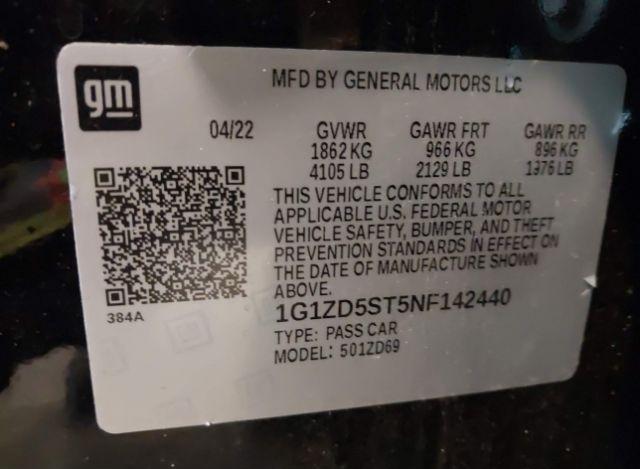 gm
MFD BY GENERAL MOTORS LLC
04/22 GVWR GAWR FRT GAWR RR
1862 KG 966 KG 896 KG
4105 LB 2129 LB 1976 LB
THIS VEHICLE CONFORMS TO ALL
APPLICABLE U.S. FEDERAL MOTOR
VEHICLE SAFETY, BUMPER, AND THEFT
PREVENTION STANDARDS IN EFFECT ON
THE DATE OF MANUFACTURE SHOWN
ABOVE.
384A
1G1ZD5ST5NF142440
TYPE: PASS CAR
MODEL: 501ZD69